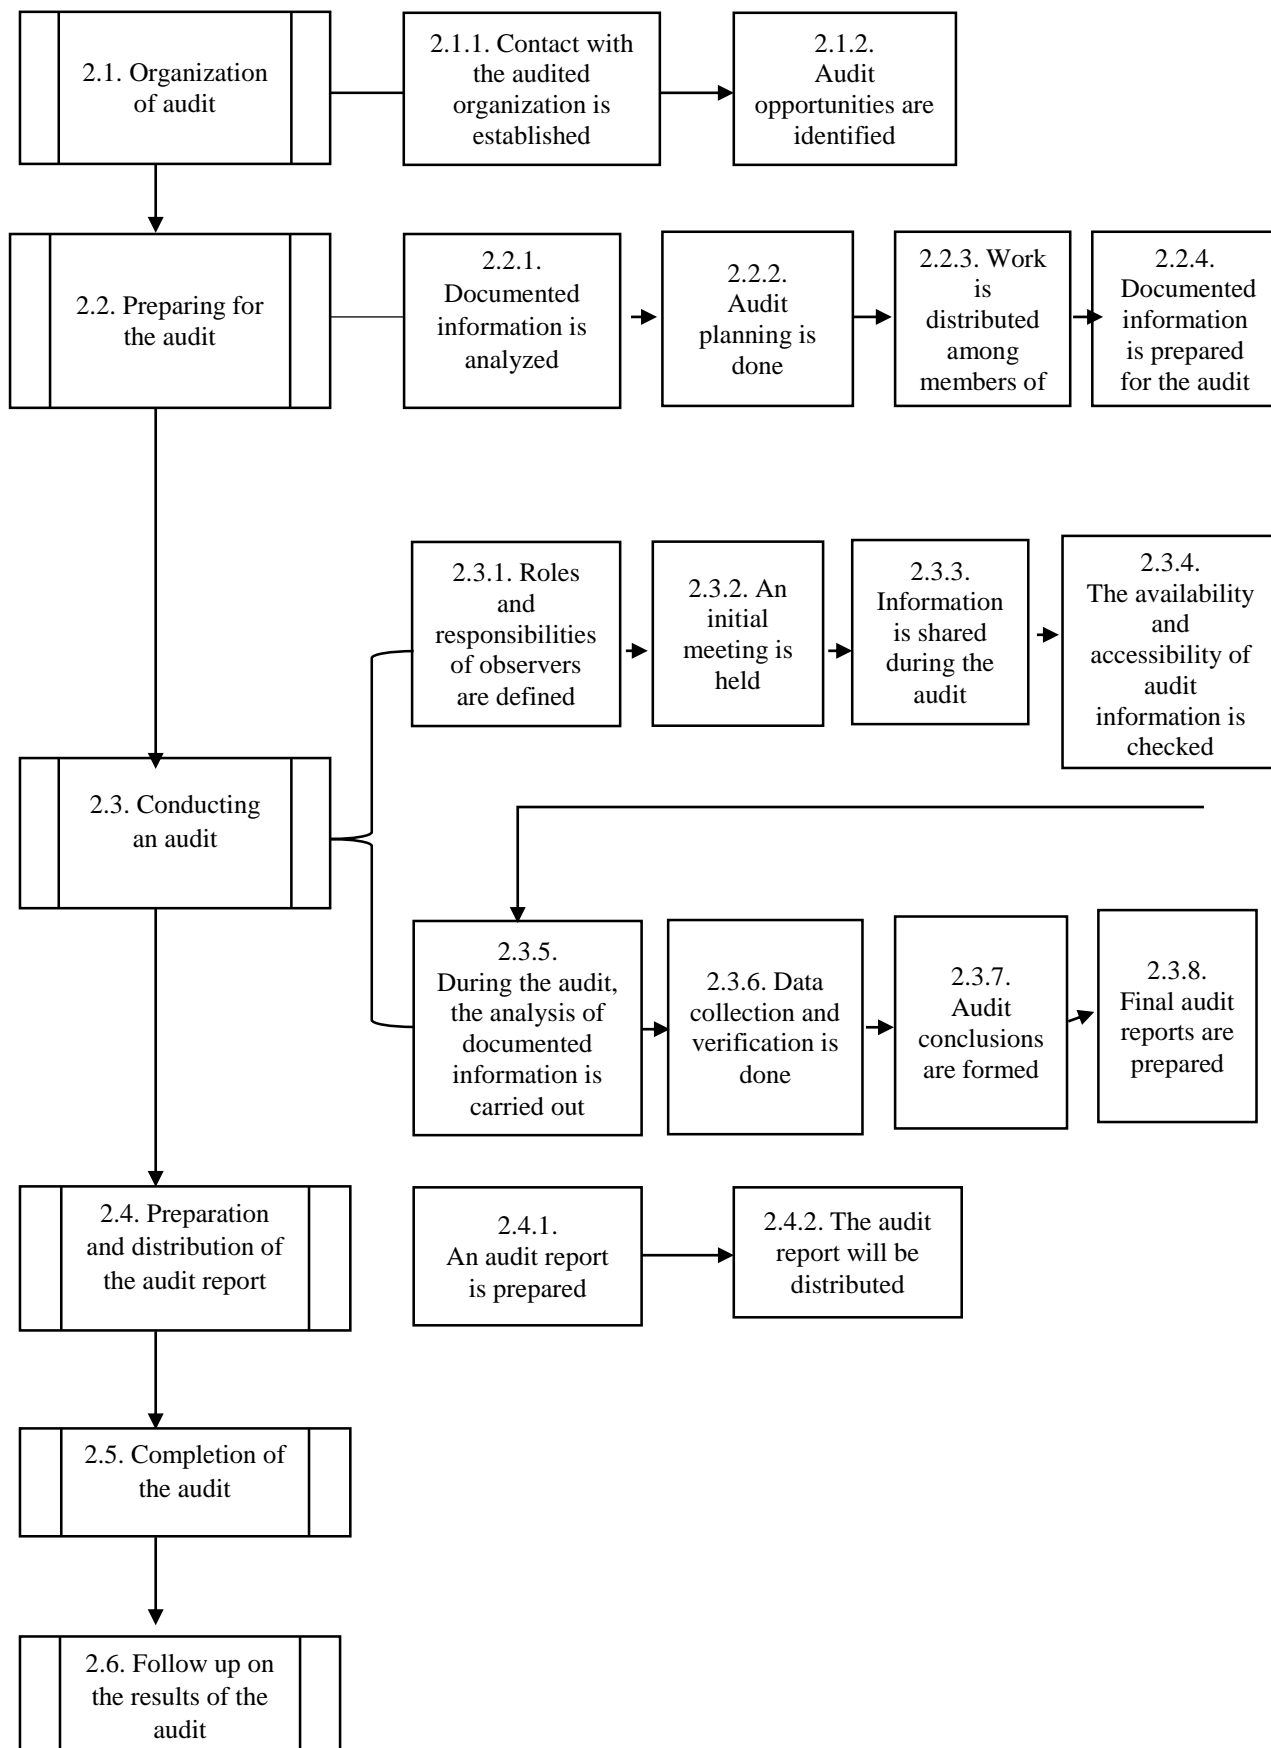 2.1. Organization
of audit
2.1.1. Contact with
the audited
organization is
established
2.1.2.
Audit
opportunities are
identified
2.2. Preparing for
the audit
2.2.1.
Documented
information is
analyzed
2.2.2.
Audit
planning is
done
2.2.3. Work
is
distributed
among
members of
2.2.4.
Documented
information
is prepared
for the audit
2.3. Conducting
an audit
2.3.1. Roles
and
responsibilities
of observers
are defined
2.3.2. An
initial
meeting is
held
2.3.3.
Information
is shared
during the
audit
2.3.4.
The availability
and
accessibility of
audit
information is
checked
2.3.5.
During the audit,
the analysis of
documented
information is
carried out
2.3.6. Data
collection and
verification is
done
2.3.7.
Audit
conclusions
are formed
2.3.8.
Final audit
reports are
prepared
2.4. Preparation
and distribution of
the audit report
2.4.1.
An audit report
is prepared
2.4.2. The audit
report will be
distributed
2.5. Completion of
the audit
2.6. Follow up on
the results of the
audit